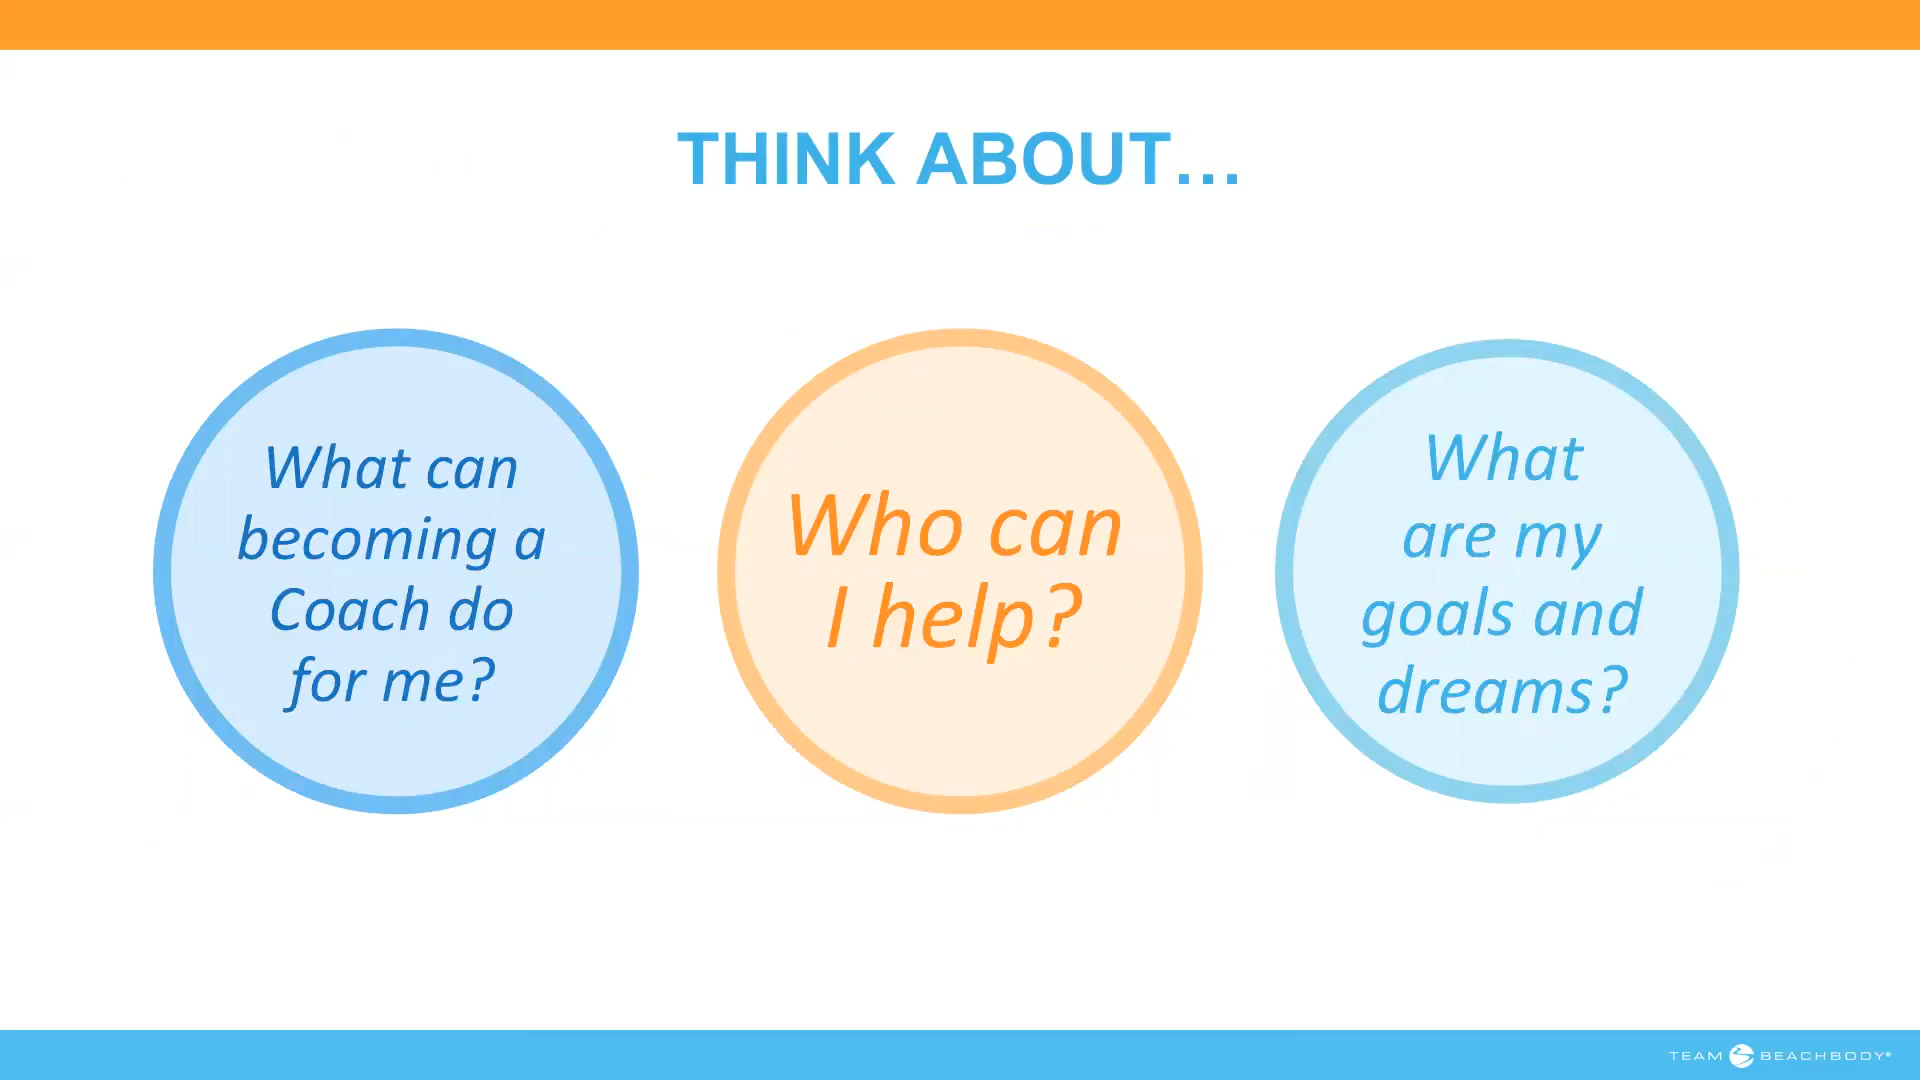 THINK ABOUT...
What can
becoming a
Coach do
for me?
Who can
I help?
What
are my
goals and
dreams?
TEAM BEACHBODY®